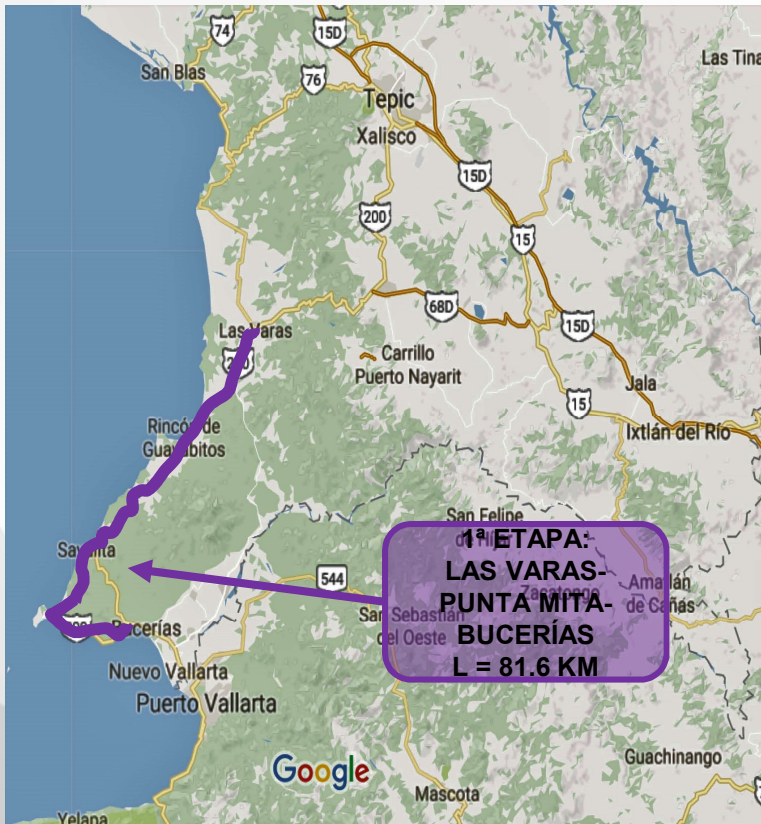 74
15D
San Blas
Las Tina
76
Tepic
Xalisco
15D
200
15
68D
15D
Las Varas
Carrillo
Puerto Nayarit
Jala
15
Rincón de
Guayabitos
Ixtlán del Río
San Felipe
1ª ETAPA:
LAS VARAS-
PUNTA MITA-
BUCERÍAS
L = 81.6 KM
Sayulita
544
Zacatongo
Amatlán
de Cañas
San Sebastián
del Oeste
Bucerías
Nuevo Vallarta
Puerto Vallarta
Google
Guachinango
Mascota
Yelapa